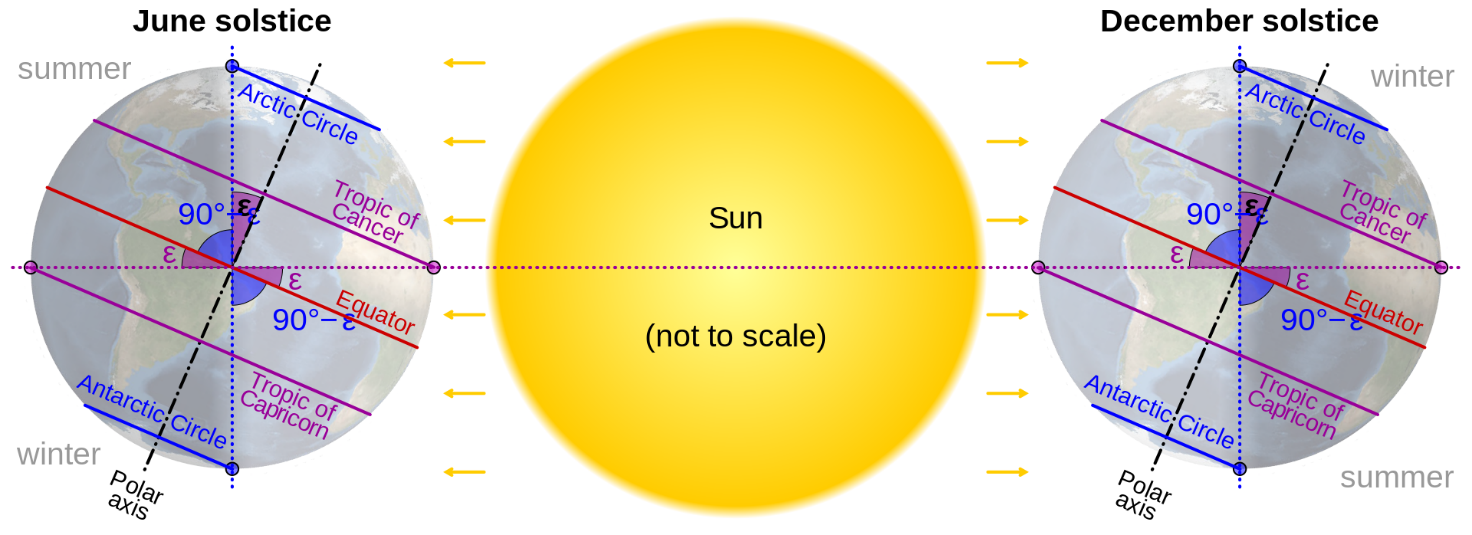 June solstice
December solstice
summer
winter
Arctic Circle
Arctic Circle
Tropic of
Cancer
Tropic of
Cancer
ε
90°−ε
ε
90°−ε
Sun
ε
ε
ε
ε
Equator
90°−ε
Equator
90°−ε
(not to scale)
Tropic of
Capricorn
Tropic of
Capricorn
Antarctic Circle
Antarctic Circle
winter
summer
Polar
axis
Polar
axis